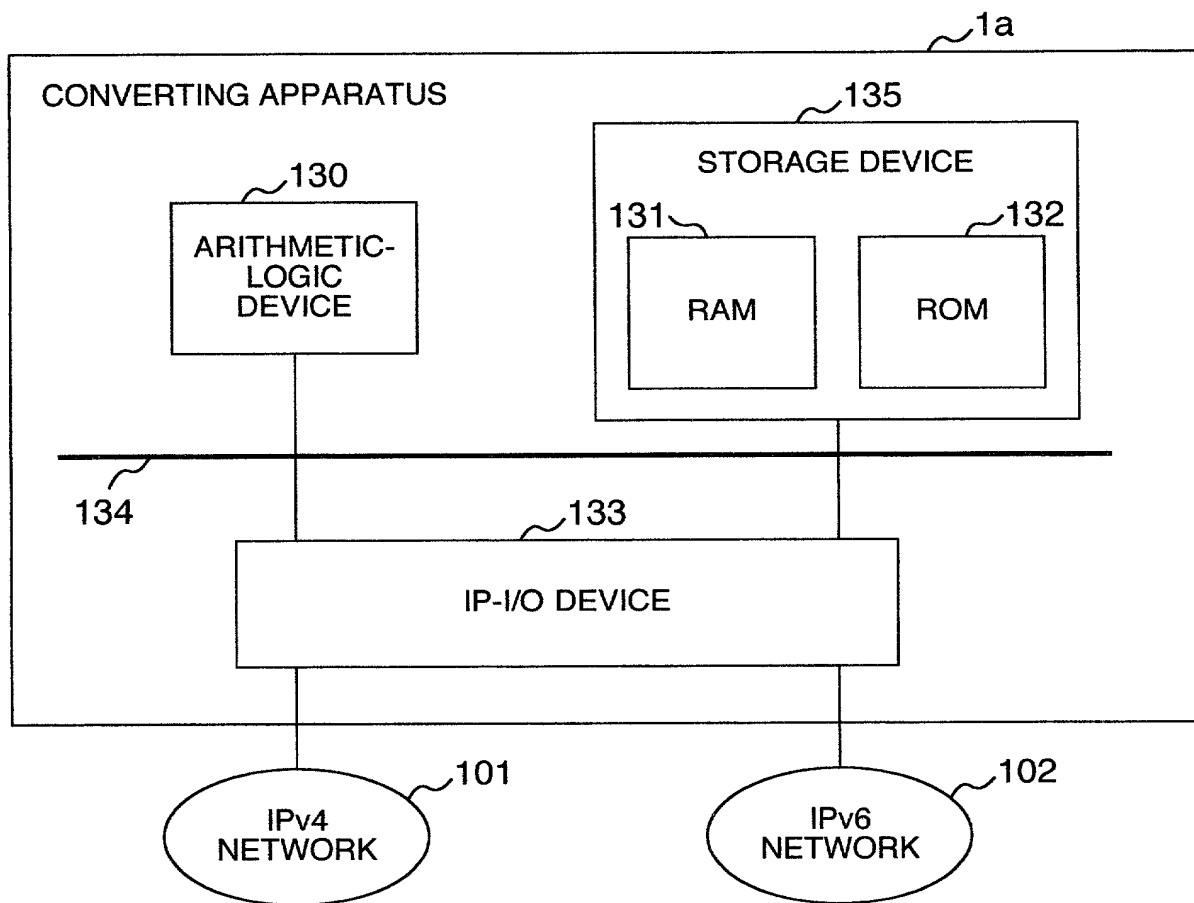 1a
CONVERTING APPARATUS
135
STORAGE DEVICE
130
131
132
ARITHMETIC-
LOGIC
DEVICE
RAM
ROM
134
133
IP-I/O DEVICE
101
102
IPv4
NETWORK
IPv6
NETWORK